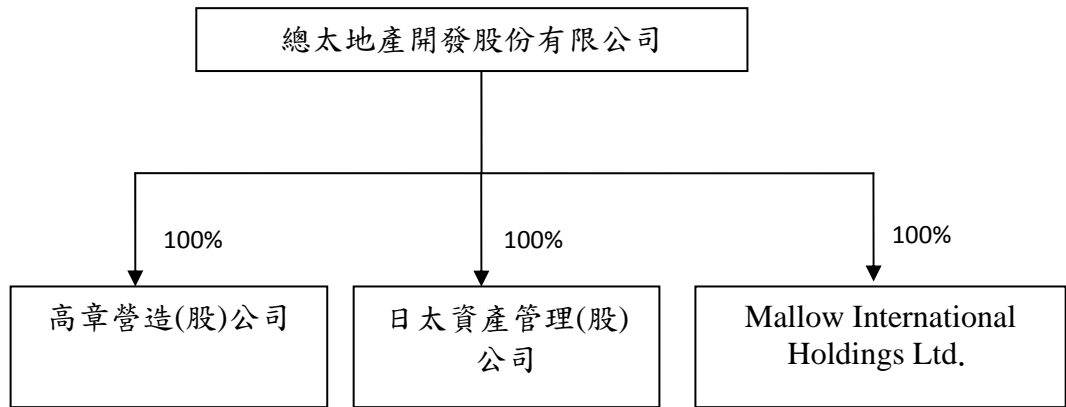 總太地產開發股份有限公司
100%
100%
100%
高章營造(股)公司
日太資產管理(股)
公司
Mallow International
Holdings Ltd.